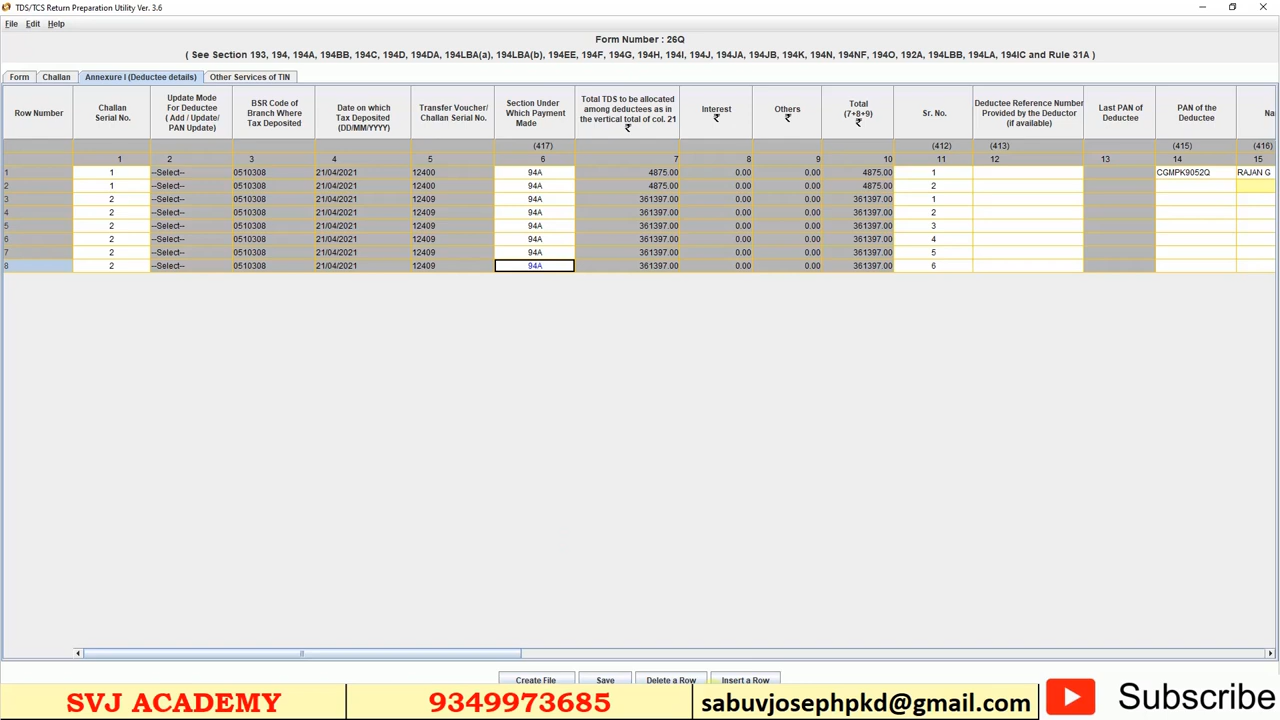 TDS/TCS Return Preparation Utility Ver. 3.6
File Edit Help
Form Number : 26Q
( See Section 193, 194, 194A, 194BB, 194C, 194D, 194DA, 194LBA(a), 194LBA(b), 194EE, 194F, 194G, 194H, 194I, 194J, 194JA, 194JB, 194K, 194N, 194NF, 194O, 192A, 194LBB, 194LA, 194IC and Rule 31A )
Form Challan Annexure I (Deductee details) Other Services of TIN
Row Number
Challan
Serial No.
Update Mode
For Deductee
( Add / Update/
PAN Update)
BSR Code of
Branch Where
Tax Deposited
Date on which
Tax Deposited
(DD/MM/YYYY)
Transfer Voucher/
Challan Serial No.
Section Under
Which Payment
Made
Total TDS to be allocated
among deductees as in
the vertical total of col. 21
₹
Interest
₹
Others
₹
Total
(7+8+9)
₹
Sr. No.
Deductee Reference Number
Provided by the Deductor
(if available)
Last PAN of
Deductee
PAN of the
Deductee
Na
(417) (412) (413) (415) (416)
1 2 3 4 5 6 7 8 9 10 11 12 13 14 15
1 1 --Select-- 0510308 21/04/2021 12400 94A 4875.00 0.00 0.00 4875.00 1 CGMPK9052Q RAJAN G
2 1 --Select-- 0510308 21/04/2021 12400 94A 4875.00 0.00 0.00 4875.00 2
3 2 --Select-- 0510308 21/04/2021 12409 94A 361397.00 0.00 0.00 361397.00 1
4 2 --Select-- 0510308 21/04/2021 12409 94A 361397.00 0.00 0.00 361397.00 2
5 2 --Select-- 0510308 21/04/2021 12409 94A 361397.00 0.00 0.00 361397.00 3
6 2 --Select-- 0510308 21/04/2021 12409 94A 361397.00 0.00 0.00 361397.00 4
7 2 --Select-- 0510308 21/04/2021 12409 94A 361397.00 0.00 0.00 361397.00 5
8 2 --Select-- 0510308 21/04/2021 12409 94A 361397.00 0.00 0.00 361397.00 6
Create File Save Delete a Row Insert a Row
SVJ ACADEMY 9349973685 sabuvjosephpkd@gmail.com Subscribe